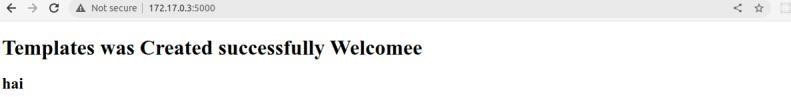 Not secure 172.17.0.3:5000
Templates was Created successfully Welcomee
hai